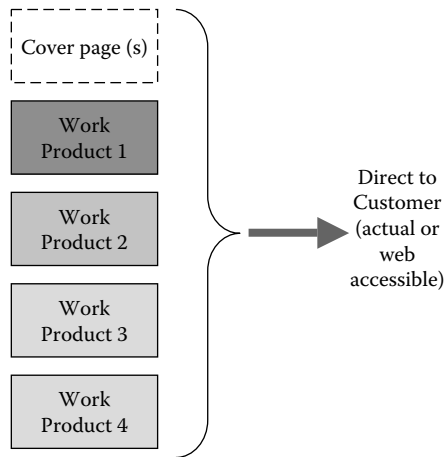 Cover page (s)
Work
Product 1
Work
Product 2
Work
Product 3
Work
Product 4
Direct to
Customer
(actual or
web
accessible)